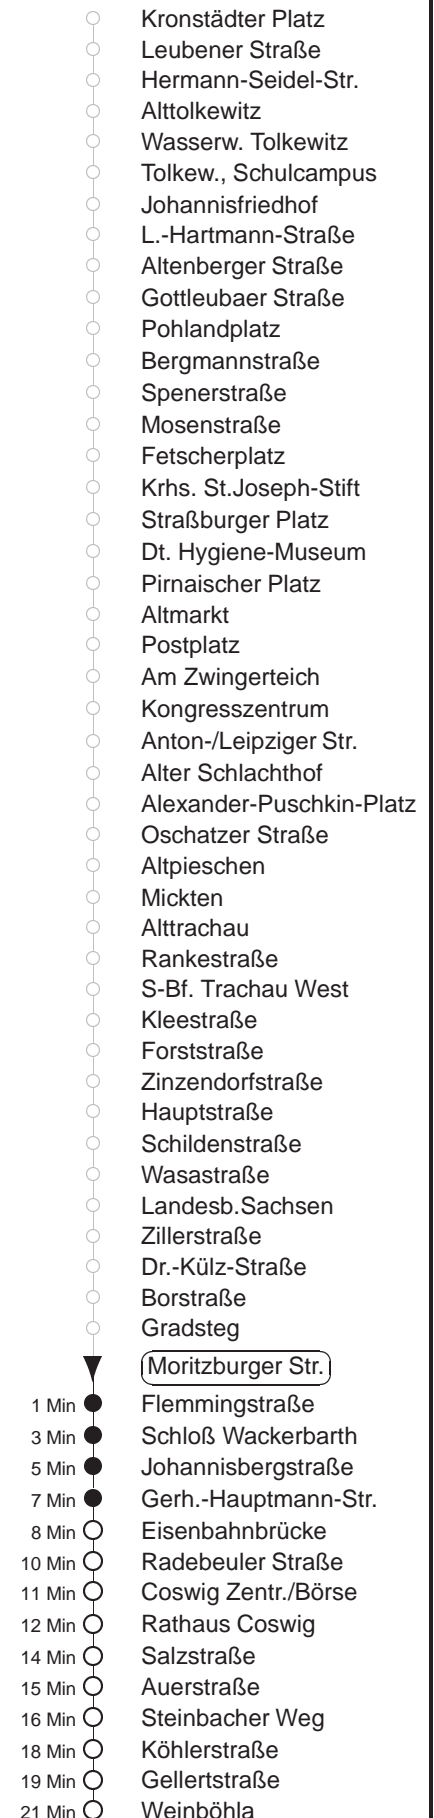 Kronstädter Platz
Leubener Straße
Hermann-Seidel-Str.
Alttolkewitz
Wasserw. Tolkewitz
Tolkew., Schulcampus
Johannisfriedhof
L.-Hartmann-Straße
Altenberger Straße
Gottleubaer Straße
Pohlandplatz
Bergmannstraße
Spenerstraße
Mosenstraße
Fetscherplatz
Krhs. St.Joseph-Stift
Straßburger Platz
Dt. Hygiene-Museum
Pirnaischer Platz
Altmarkt
Postplatz
Am Zwingerteich
Kongresszentrum
Anton-/Leipziger Str.
Alter Schlachthof
Alexander-Puschkin-Platz
Oschatzer Straße
Altpieschen
Mickten
Alttrachau
Rankestraße
S-Bf. Trachau West
Kleestraße
Forststraße
Zinzendorfstraße
Hauptstraße
Schildenstraße
Wasastraße
Landesb.Sachsen
Zillerstraße
Dr.-Külz-Straße
Borstraße
Gradsteg
Moritzburger Str.
1 Min Flemmingstraße
3 Min Schloß Wackerbarth
5 Min Johannisbergstraße
7 Min Gerh.-Hauptmann-Str.
8 Min Eisenbahnbrücke
10 Min Radebeuler Straße
11 Min Coswig Zentr./Börse
12 Min Rathaus Coswig
14 Min Salzstraße
15 Min Auerstraße
16 Min Steinbacher Weg
18 Min Köhlerstraße
19 Min Gellertstraße
21 Min Weinböhla